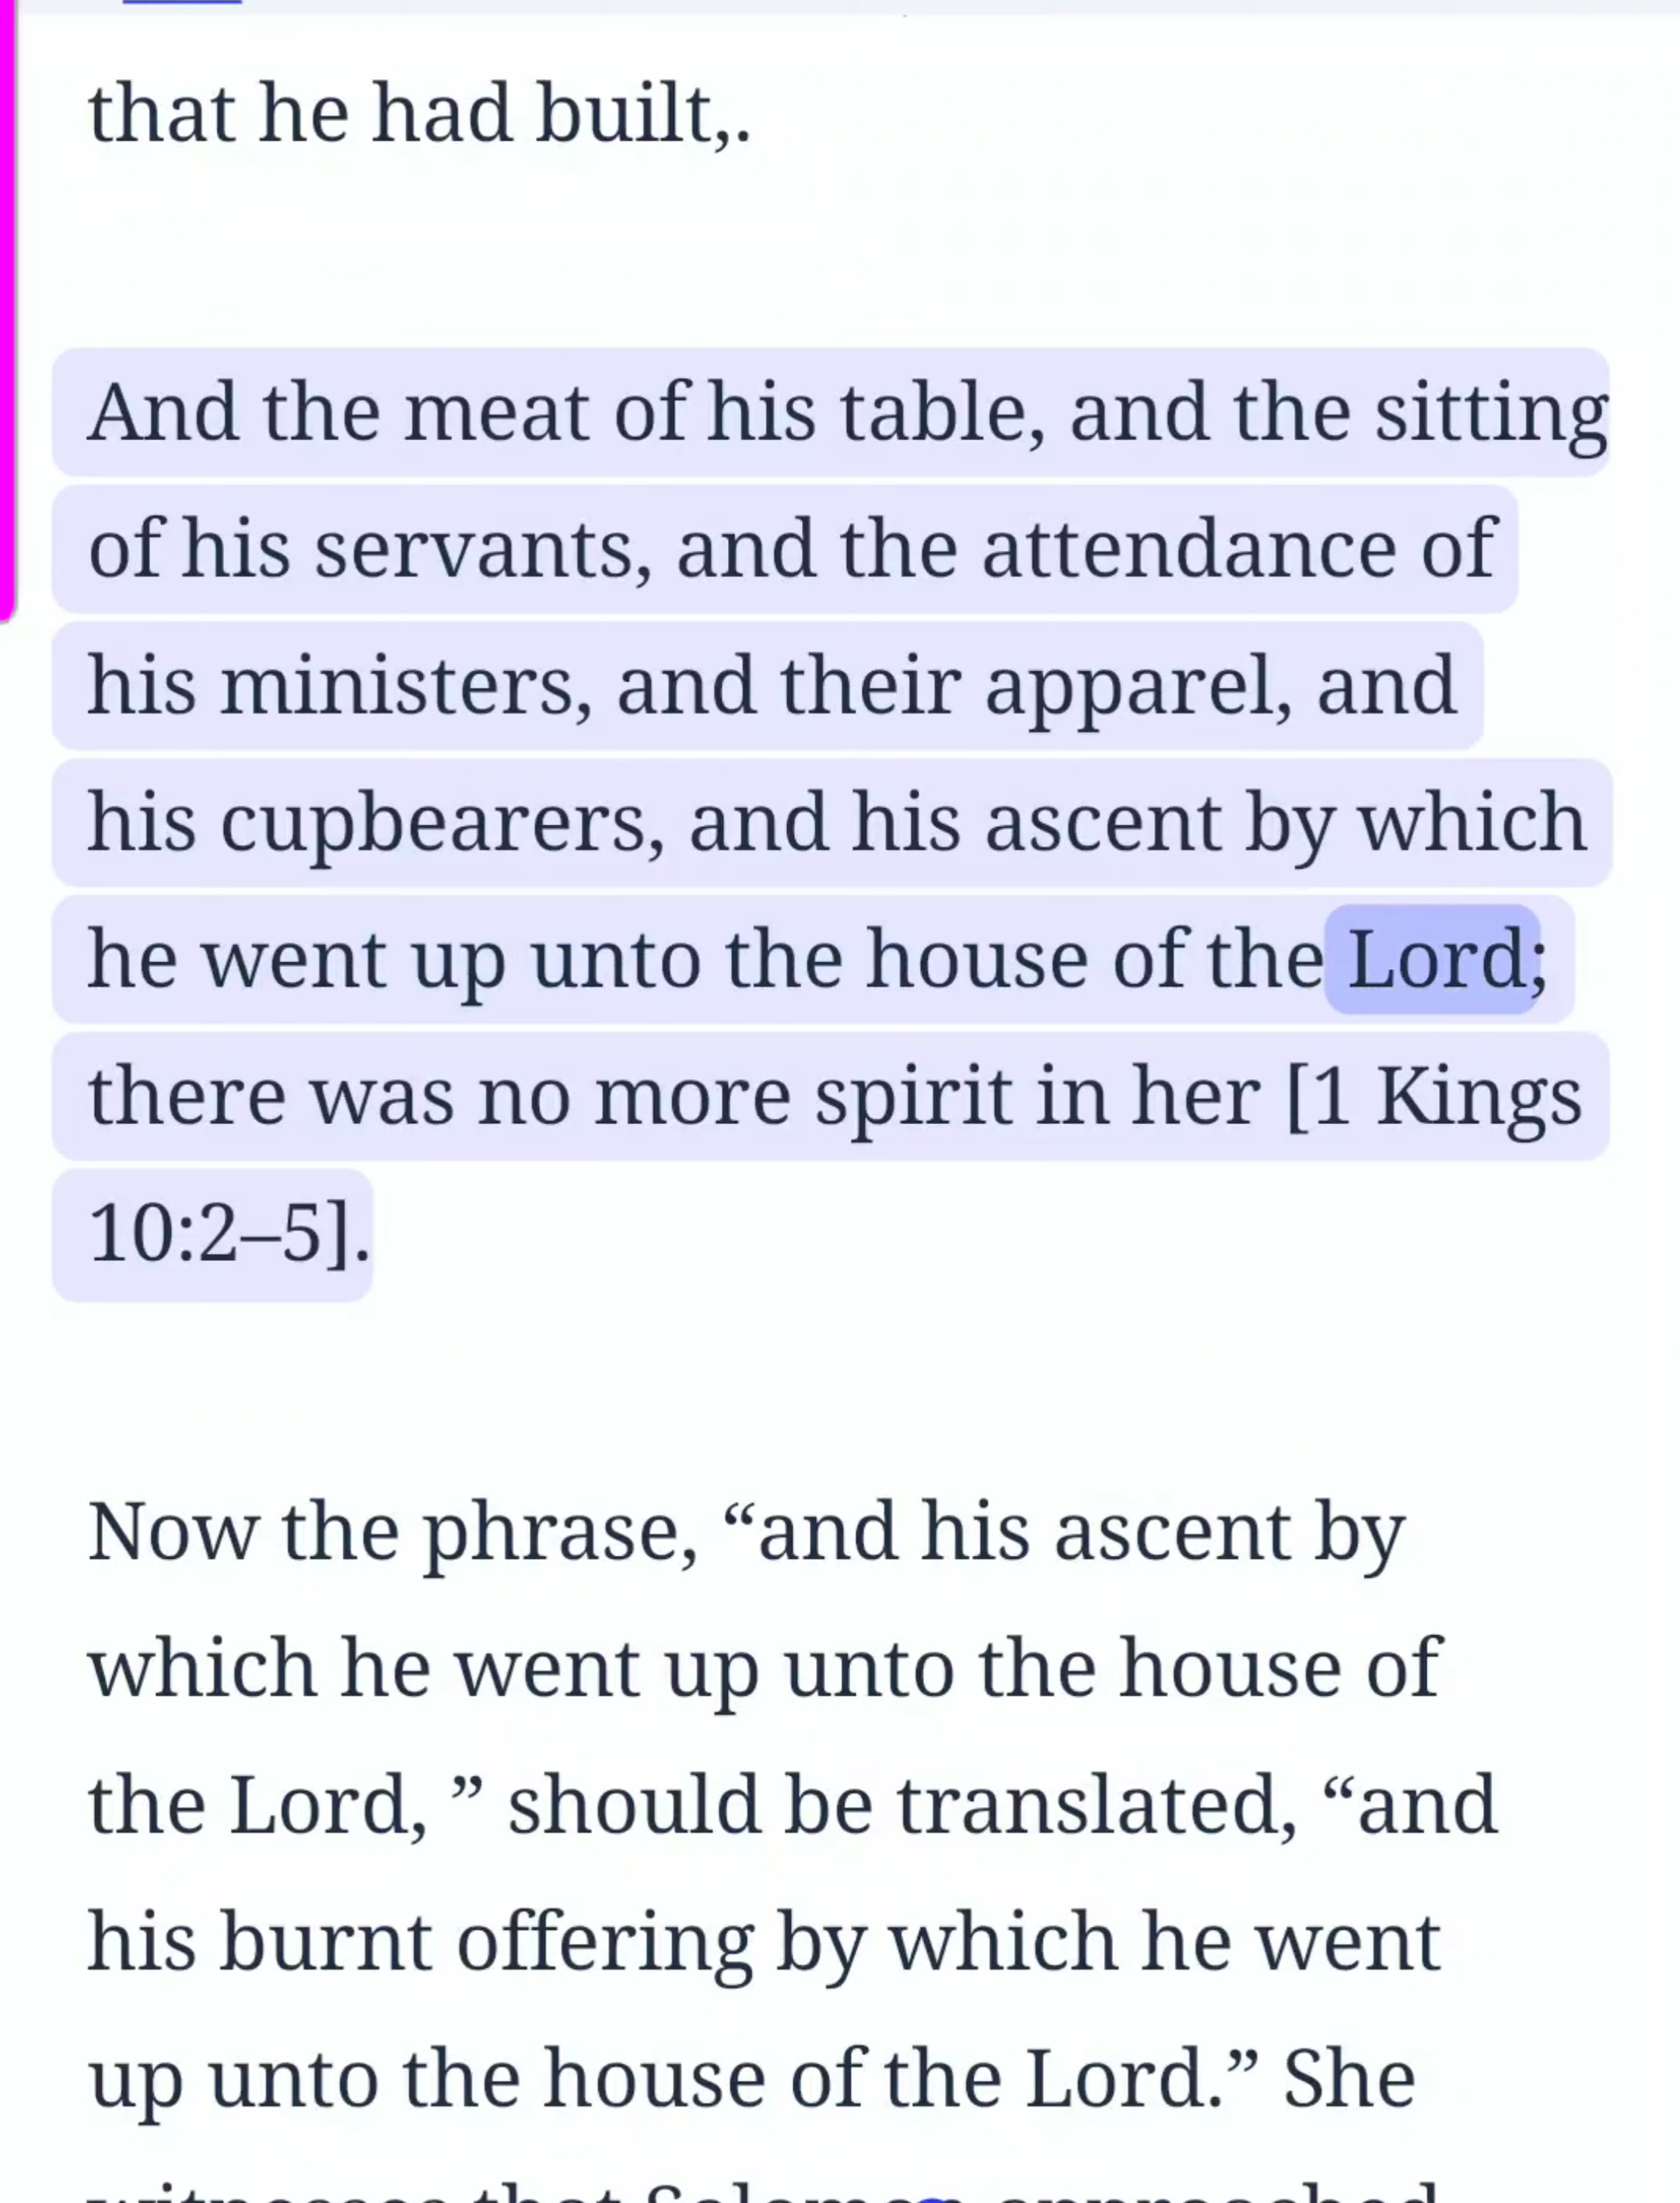 that he had built,.
And the meat of his table, and the sitting
of his servants, and the attendance of
his ministers, and their apparel, and
his cupbearers, and his ascent by which
he went up unto the house of the Lord;
there was no more spirit in her [1 Kings
10:2–5].
Now the phrase, “and his ascent by
which he went up unto the house of
the Lord, ” should be translated, “and
his burnt offering by which he went
up unto the house of the Lord.” She
witnesses that Solomon approached